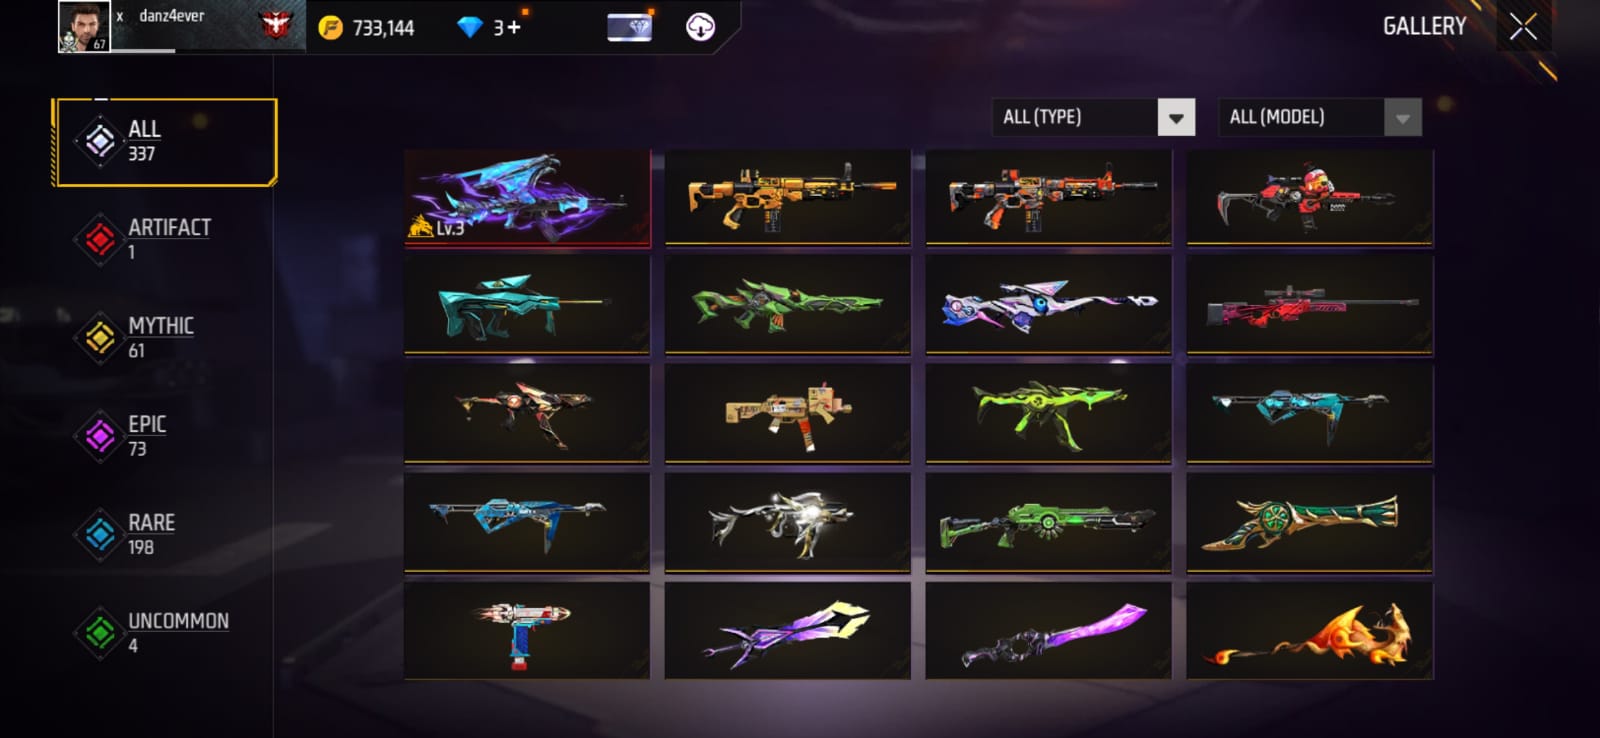 x danz4ever
67
733,144
3+
GALLERY
ALL (TYPE)
ALL (MODEL)
ALL
337
ARTIFACT
1
MYTHIC
61
EPIC
73
RARE
198
UNCOMMON
4
Lv.3